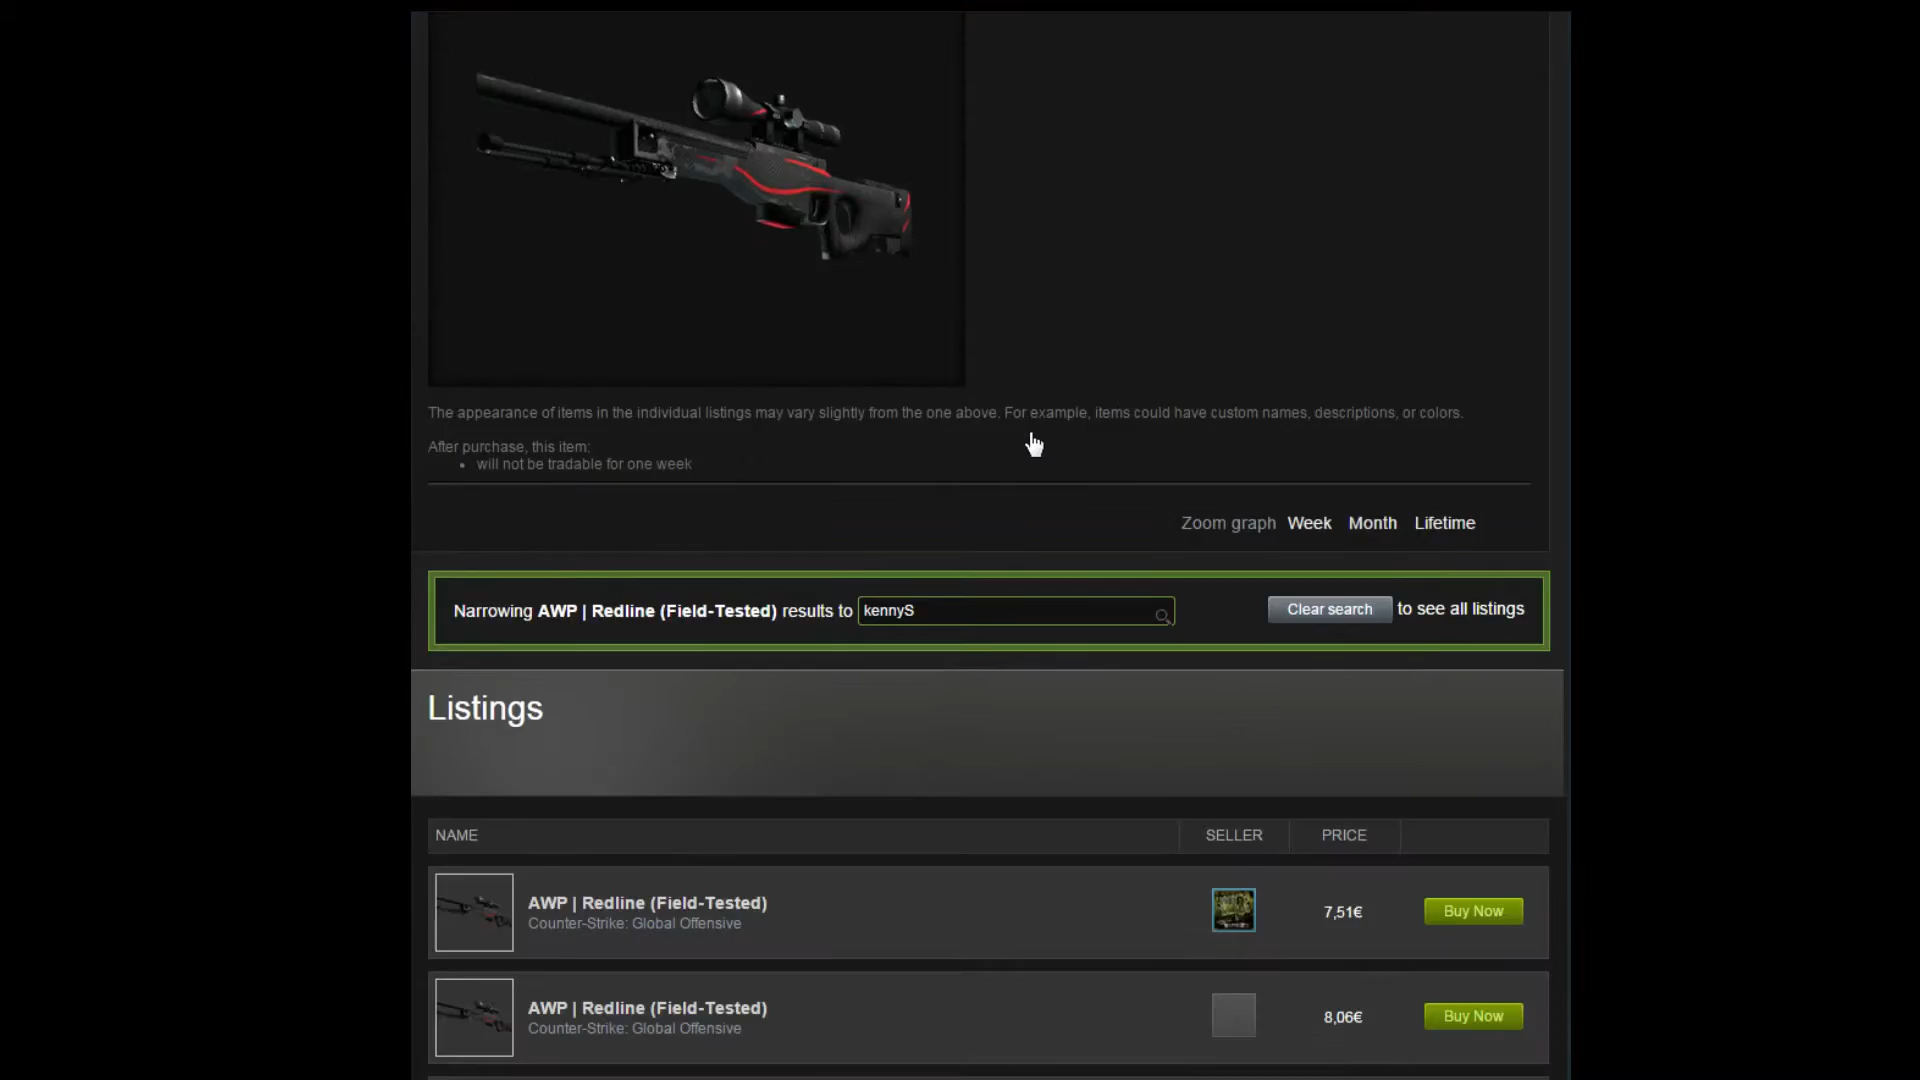 The appearance of items in the individual listings may vary slightly from the one above. For example, items could have custom names, descriptions, or colors.
After purchase, this item:
• will not be tradable for one week
Zoom graph Week Month Lifetime
Narrowing AWP | Redline (Field-Tested) results to kennyS Clear search to see all listings
Listings
NAME SELLER PRICE
AWP | Redline (Field-Tested)
Counter-Strike: Global Offensive
7,51€ Buy Now
AWP | Redline (Field-Tested)
Counter-Strike: Global Offensive
8,06€ Buy Now